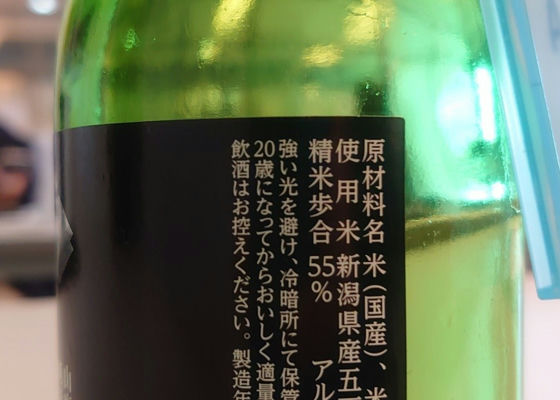 原材料名 米(国産)、米
使用米 新潟県産五
精米歩合 55% アル
強い光を避け、冷暗所にて保管
20歳になってからおいしく適量
飲酒はお控えください。 製造年